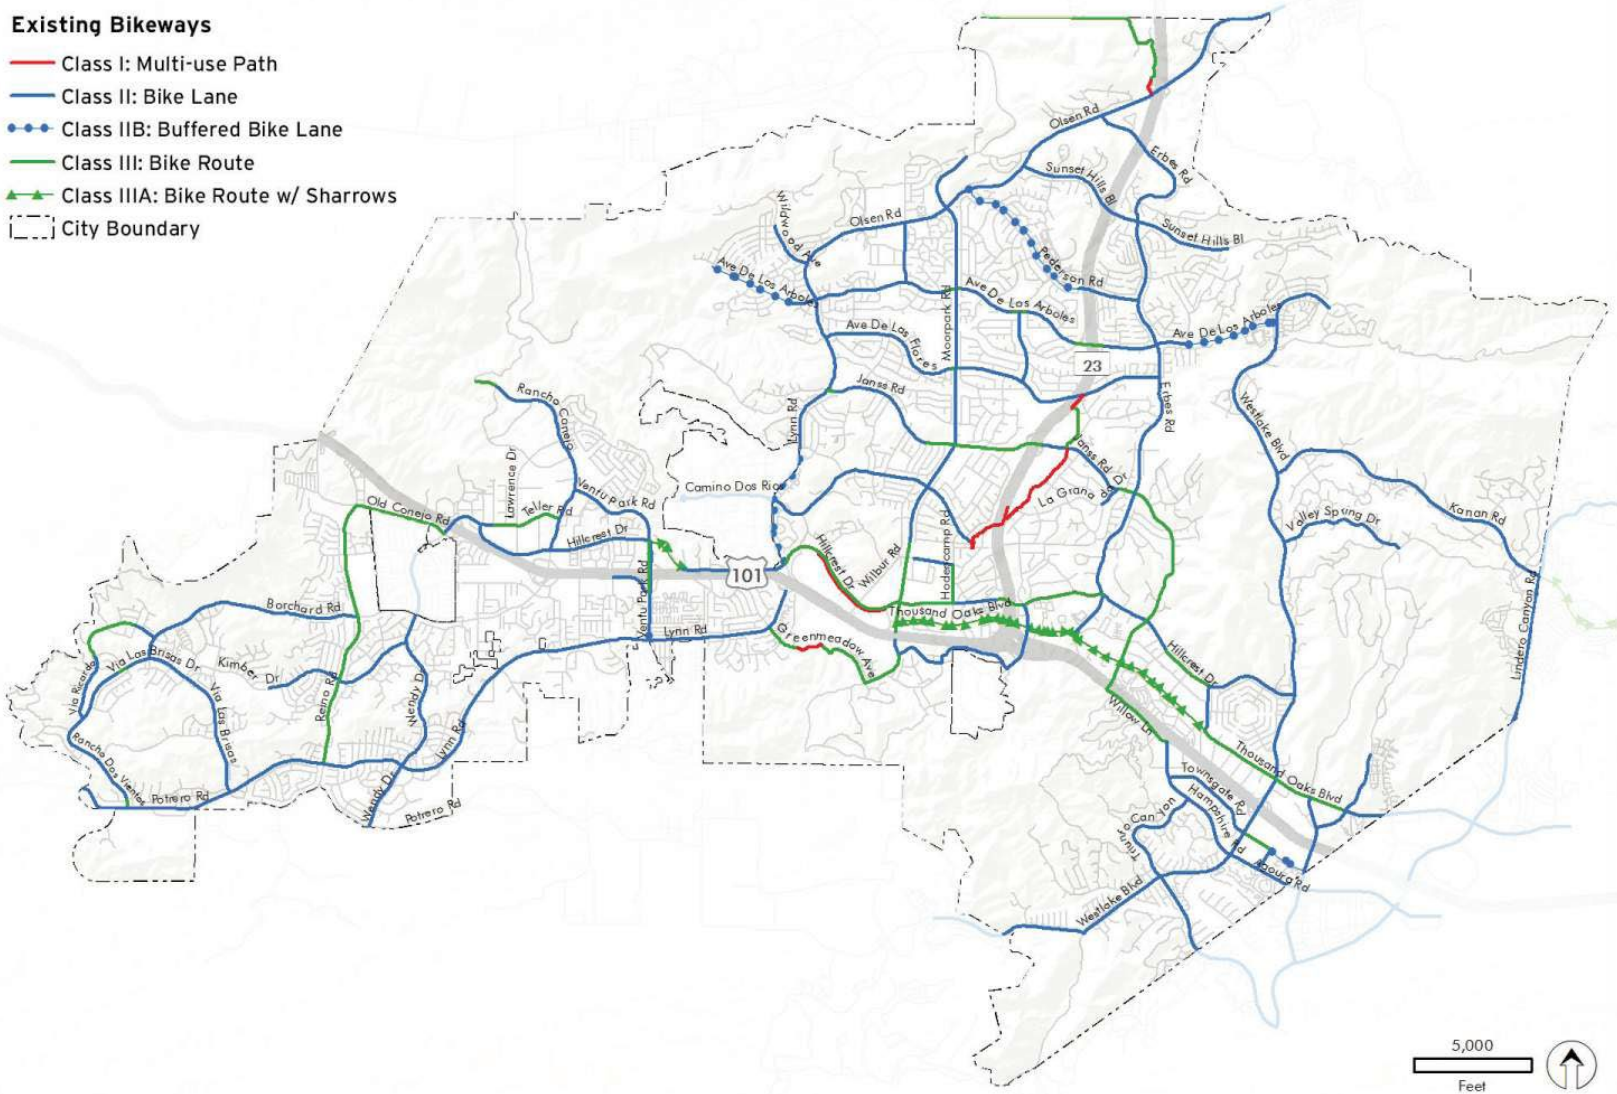 Existing Bikeways
Class I: Multi-use Path
Class II: Bike Lane
Class IIB: Buffered Bike Lane
Class III: Bike Route
Class IIIA: Bike Route w/ Sharrows
City Boundary
Olsen Rd
Erbes Rd
Sunset Hills Bl
Wildwood Ave
Olsen Rd
Sunset Hills Bl
Ave De Los Arboles
Pederson Rd
Ave De Los Arboles
Moorpark Rd
Ave De Los Arboles
Ave De Las Flores
23
Janss Rd
Rancho Conejo
Lynn Rd
Erbes Rd
Westlake Blvd
Janss Rd
Lawrence Dr
Ventu Park Rd
Camino Dos Rios
La Grana da Dr
Old Conejo Rd
Teller Rd
Kanan Rd
Valley Spring Dr
Hillcrest Dr
Hodencamp Rd
Hillcrest Dr
Wilbur Rd
101
Ventu Park Rd
Lindero Canyon Rd
Borchard Rd
Thousand Oaks Blvd
Lynn Rd
Greenmeadow Ave
Via Las Brisas Dr
Kimber Dr
Hillcrest Dr
Via Ricardo
Reino Rd
Wendy D
Via Las Brisas
Willow Ln
Lynn Rd
Rancho Dos Vientos
Thousand Oaks Blvd
Potrero Rd
Wendy Dr
Potrero Rd
Townsgate Rd
Hampshire Rd
Triunfo Canyon
Agoura Rd
Westlake Blvd
5,000
Feet